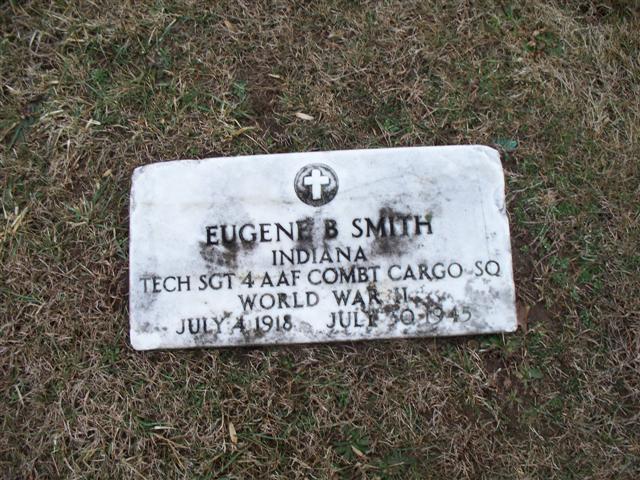 EUGENE B SMITH
INDIANA
TECH SGT 4 AAF COMBT CARGO SQ
WORLD WAR II
JULY 4 1918 JULY 30 1945